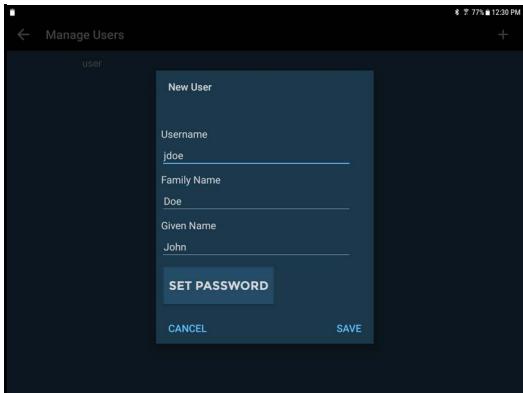 77% 12:30 PM
Manage Users
user
New User
Username
jdoe
Family Name
Doe
Given Name
John
SET PASSWORD
CANCEL SAVE